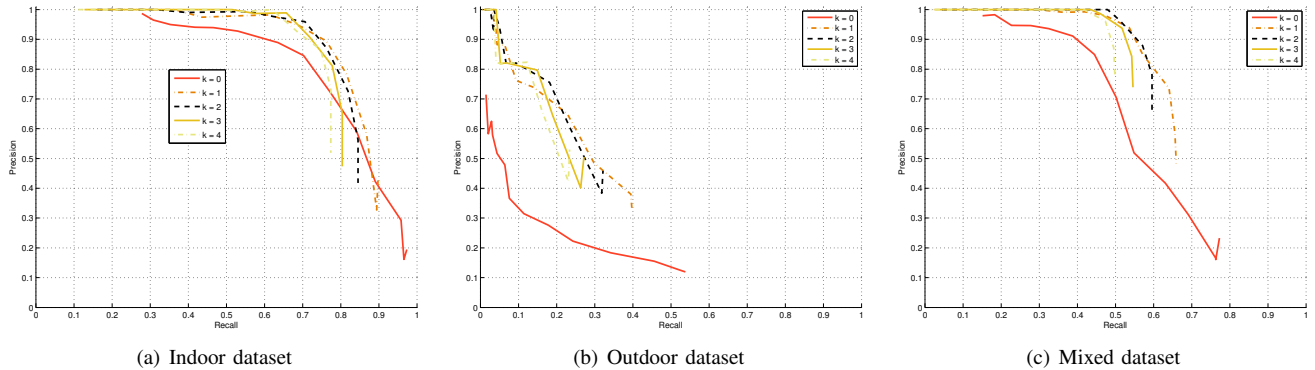 1
0.9
0.8
0.7
0.6
0.5
0.4
0.3
0.2
0.1
0
Precision
k = 0
k = 1
k = 2
k = 3
k = 4
0 0.1 0.2 0.3 0.4 0.5 0.6 0.7 0.8 0.9 1
Recall
(a) Indoor dataset
1
0.9
0.8
0.7
0.6
0.5
0.4
0.3
0.2
0.1
0
Precision
k = 0
k = 1
k = 2
k = 3
k = 4
0 0.1 0.2 0.3 0.4 0.5 0.6 0.7 0.8 0.9 1
Recall
(b) Outdoor dataset
1
0.9
0.8
0.7
0.6
0.5
0.4
0.3
0.2
0.1
0
Precision
k = 0
k = 1
k = 2
k = 3
k = 4
0 0.1 0.2 0.3 0.4 0.5 0.6 0.7 0.8 0.9 1
Recall
(c) Mixed dataset